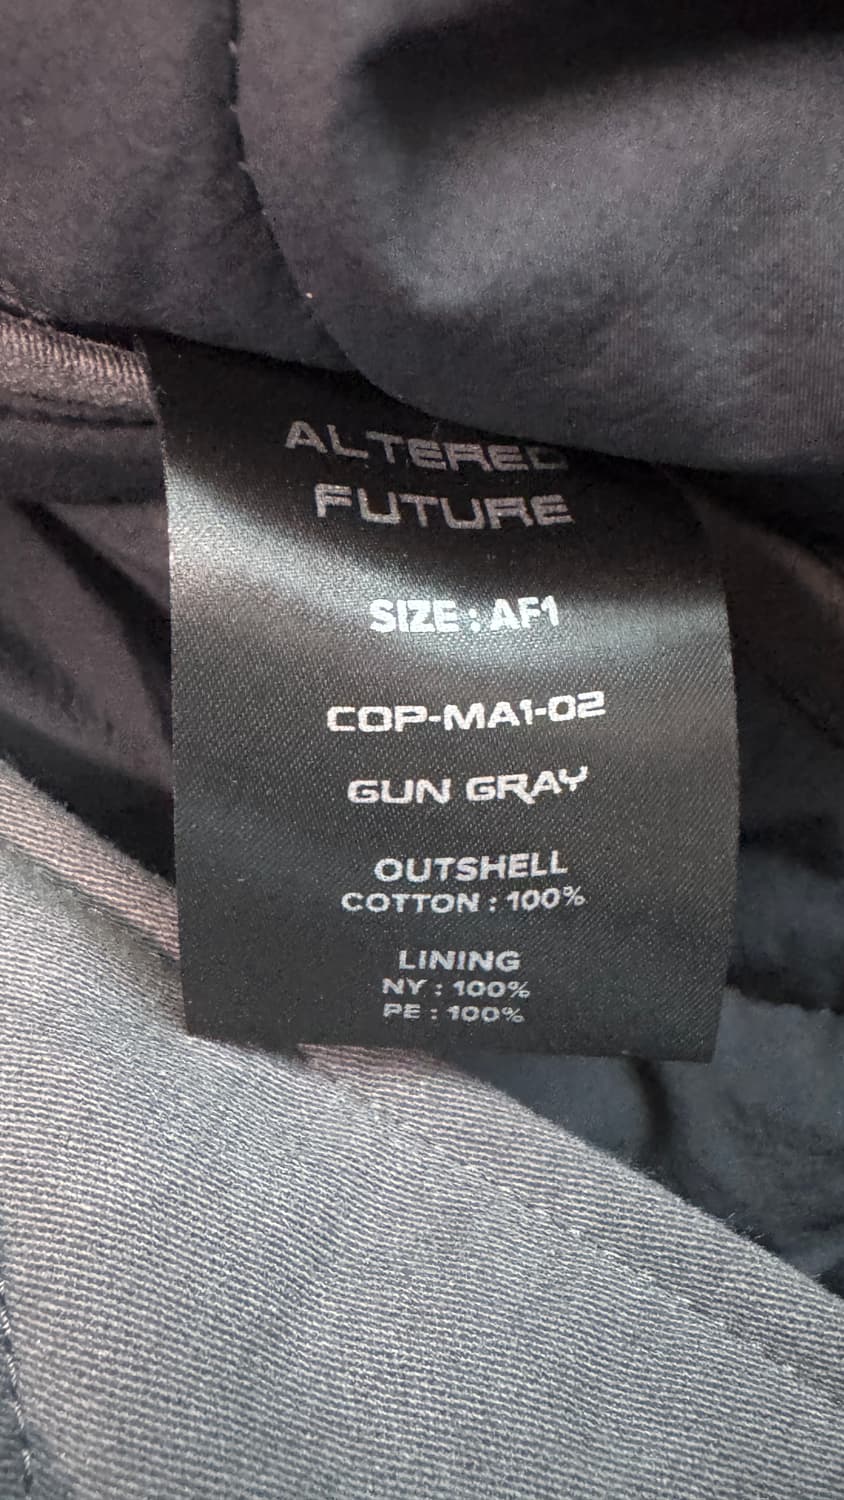 ALTERED
FUTURE
SIZE : AF1
COP-MA1-02
GUN GRAY
OUTSHELL
COTTON : 100%
LINING
NY : 100%
PE : 100%